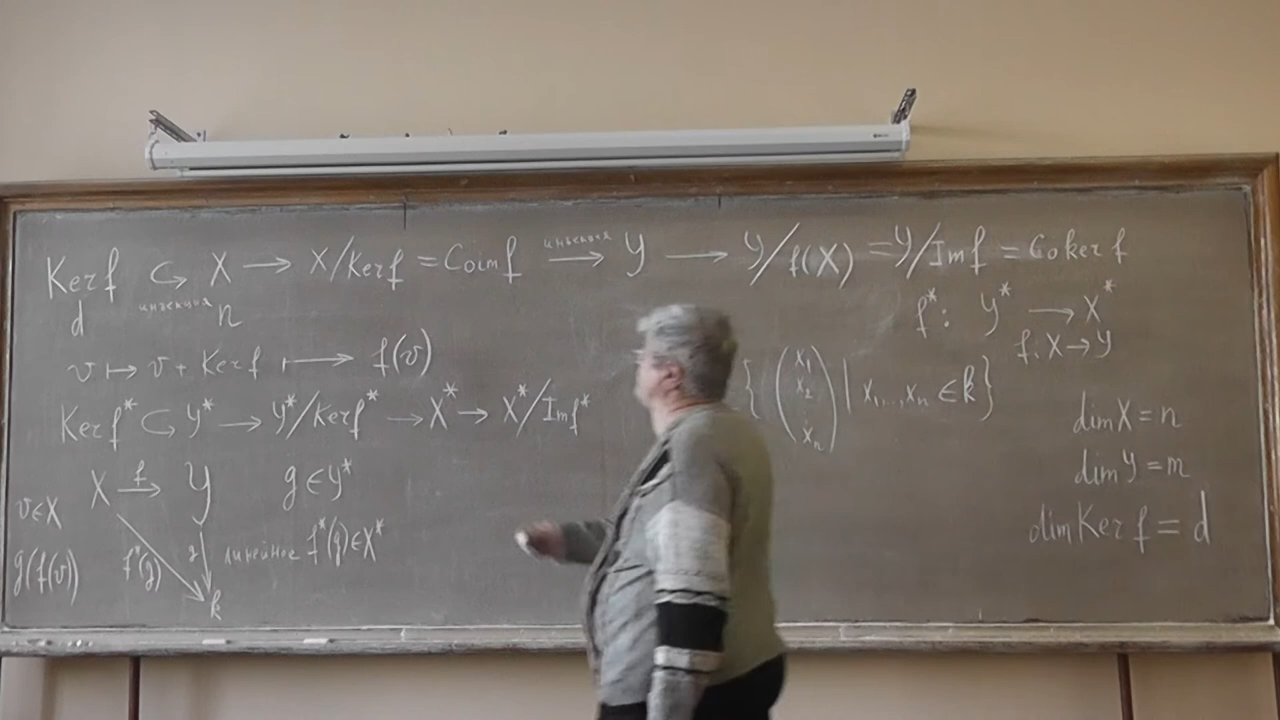 Ker f ↪ X ⟶ X/Ker f = Coim f ⟶ Y ⟶ Y/f(X) = Y/Im f = Coker f
инъекция
d инъекция n
f*: Y* ⟶ X*
f: X → Y
v ↦ v + Ker f ⟼ f(v)
{(x₁ x₂ ⋮ xₙ) | x₁,...,xₙ ∈ k}
Ker f* ↪ Y* ⟶ Y*/Ker f* → X* → X*/Im f*
dim X = n
dim Y = m
dim Ker f = d
X ⟶ Y g ∈ Y*
f
v ∈ X
g(f(v)) f*(g) g линейное f*(g) ∈ X*
k